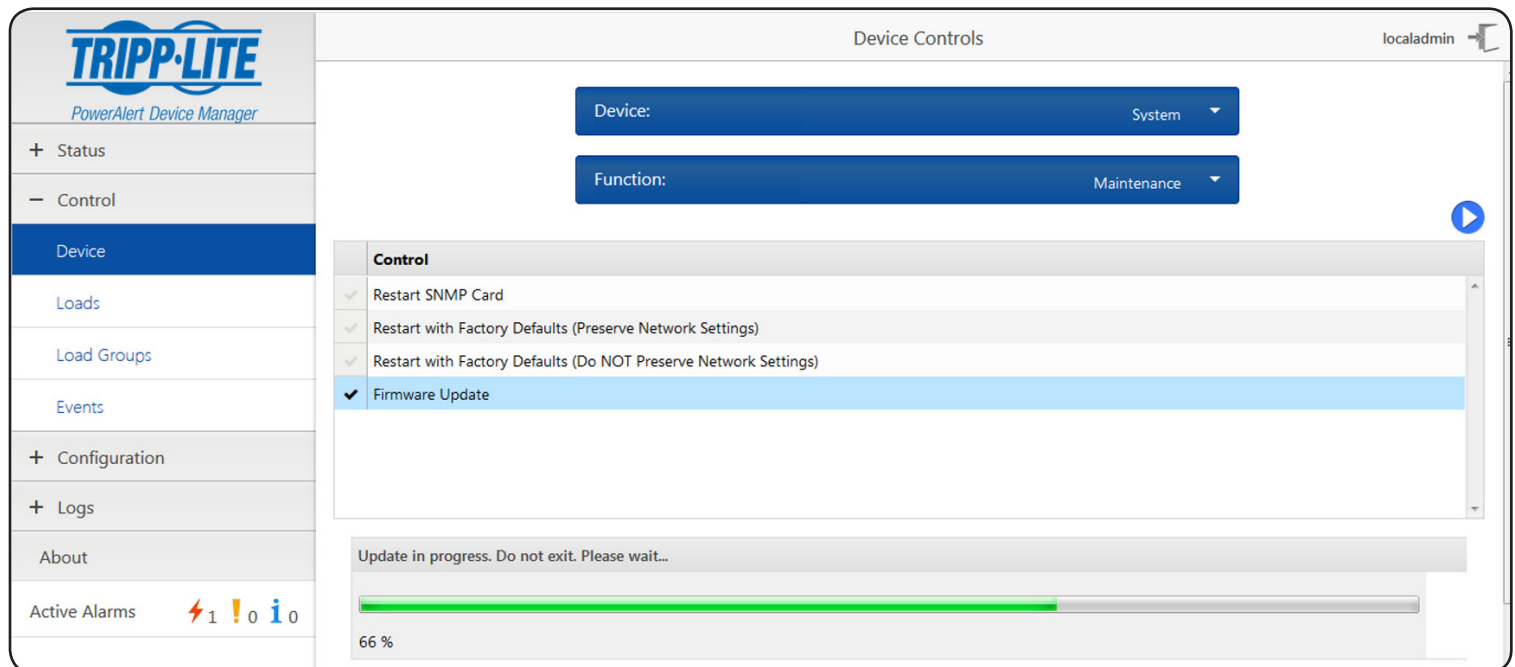 TRIPP·LITE
PowerAlert Device Manager
Device Controls
localadmin
+ Status
− Control
Device
Loads
Load Groups
Events
+ Configuration
+ Logs
About
Active Alarms 1 0 0
Device: System
Function: Maintenance
Control
Restart SNMP Card
Restart with Factory Defaults (Preserve Network Settings)
Restart with Factory Defaults (Do NOT Preserve Network Settings)
Firmware Update
Update in progress. Do not exit. Please wait...
66 %